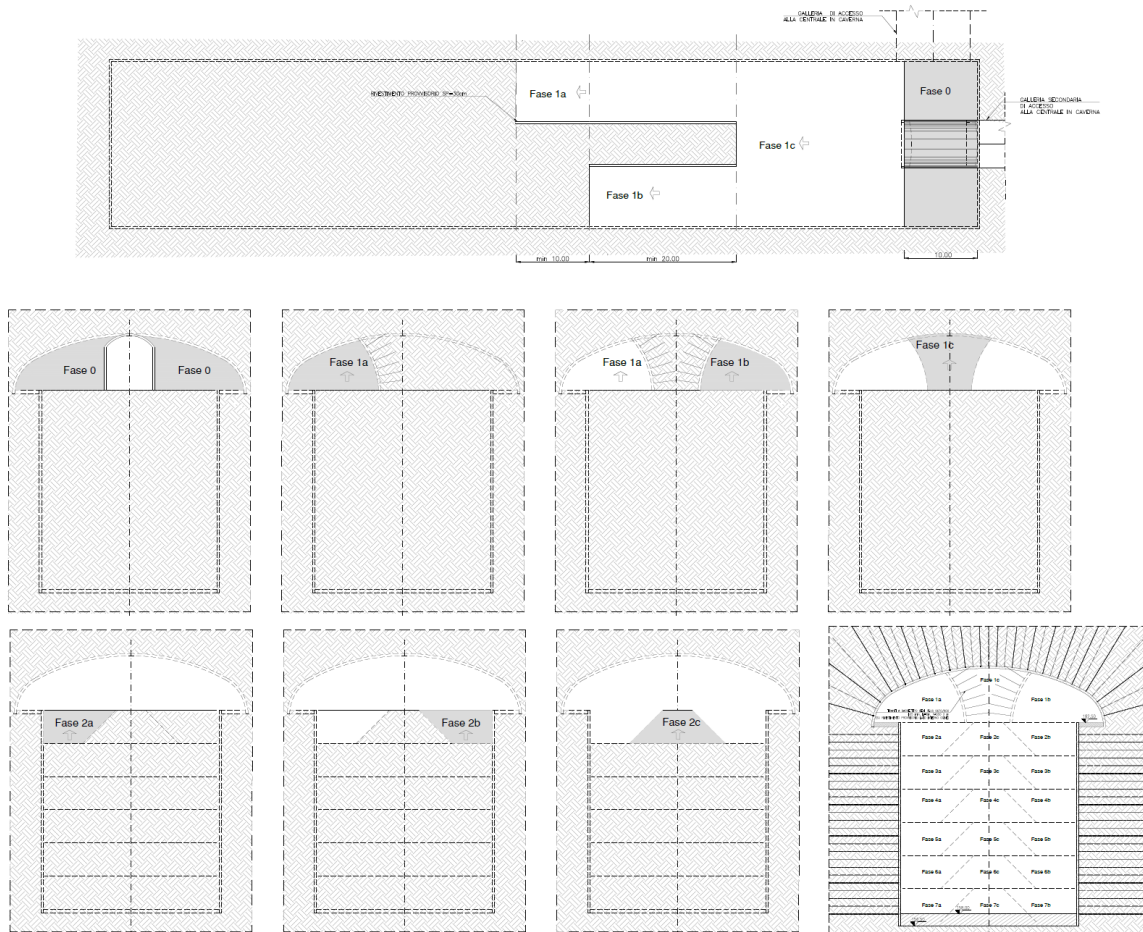 GALLERIA DI ACCESSO
ALLA CENTRALE IN CAVERNA
Fase 1a
Fase 0
RIVESTIMENTO PROVVISORIO SP=30cm
GALLERIA SECONDARIA
DI ACCESSO
ALLA CENTRALE IN CAVERNA
Fase 1c
Fase 1b
min 10.00
min 20.00
10.00
Fase 0
Fase 0
Fase 1a
Fase 1a
Fase 1b
Fase 1c
Fase 2a
Fase 2b
Fase 2c
Fase 1c
Fase 1a
Fase 1b
Fase 2a
Fase 2b
Fase 3a
Fase 3c
Fase 3b
Fase 4a
Fase 4c
Fase 4b
Fase 5a
Fase 5c
Fase 5b
Fase 6a
Fase 6c
Fase 6b
Fase 7a
Fase 7c
Fase 7b